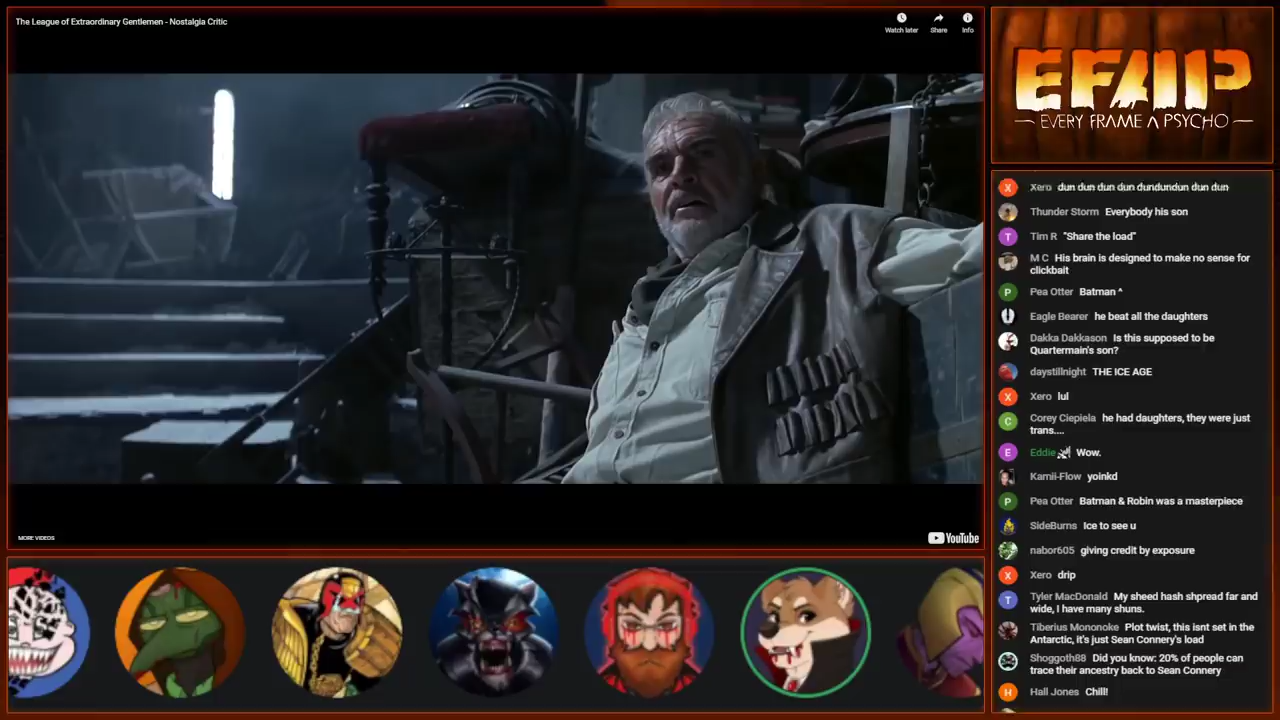 The League of Extraordinary Gentlemen - Nostalgia Critic
Watch later
Share
Info
MORE VIDEOS
YouTube
EFAP
EVERY FRAME A PSYCHO
X
Xero dun dun dun dun dundundun dun dun
Thunder Storm Everybody his son
T
Tim R "Share the load"
M C His brain is designed to make no sense for
clickbait
P
Pea Otter Batman ^
Eagle Bearer he beat all the daughters
Dakka Dakkason Is this supposed to be
Quartermain's son?
daystillnight THE ICE AGE
X
Xero lul
C
Corey Ciepiela he had daughters, they were just
trans....
E
Eddie Wow.
Kamii-Flow yoinkd
P
Pea Otter Batman & Robin was a masterpiece
SideBurns Ice to see u
nabor605 giving credit by exposure
X
Xero drip
T
Tyler MacDonald My sheed hash shpread far and
wide, I have many shuns.
Tiberius Mononoke Plot twist, this isnt set in the
Antarctic, it's just Sean Connery's load
Shoggoth88 Did you know: 20% of people can
trace their ancestry back to Sean Connery
H
Hall Jones Chill!